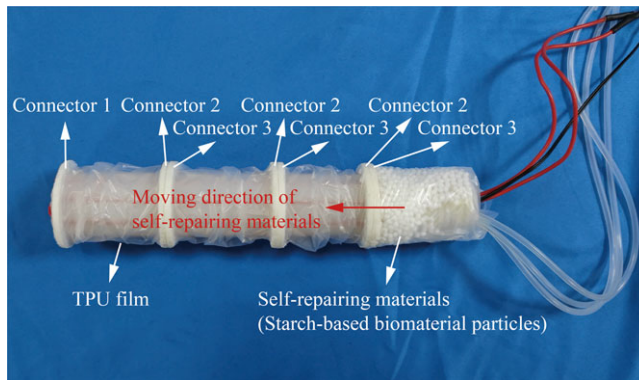 Connector 1
Connector 2
Connector 2
Connector 2
Connector 3
Connector 3
Connector 3
Moving direction of
self-repairing materials
TPU film
Self-repairing materials
(Starch-based biomaterial particles)